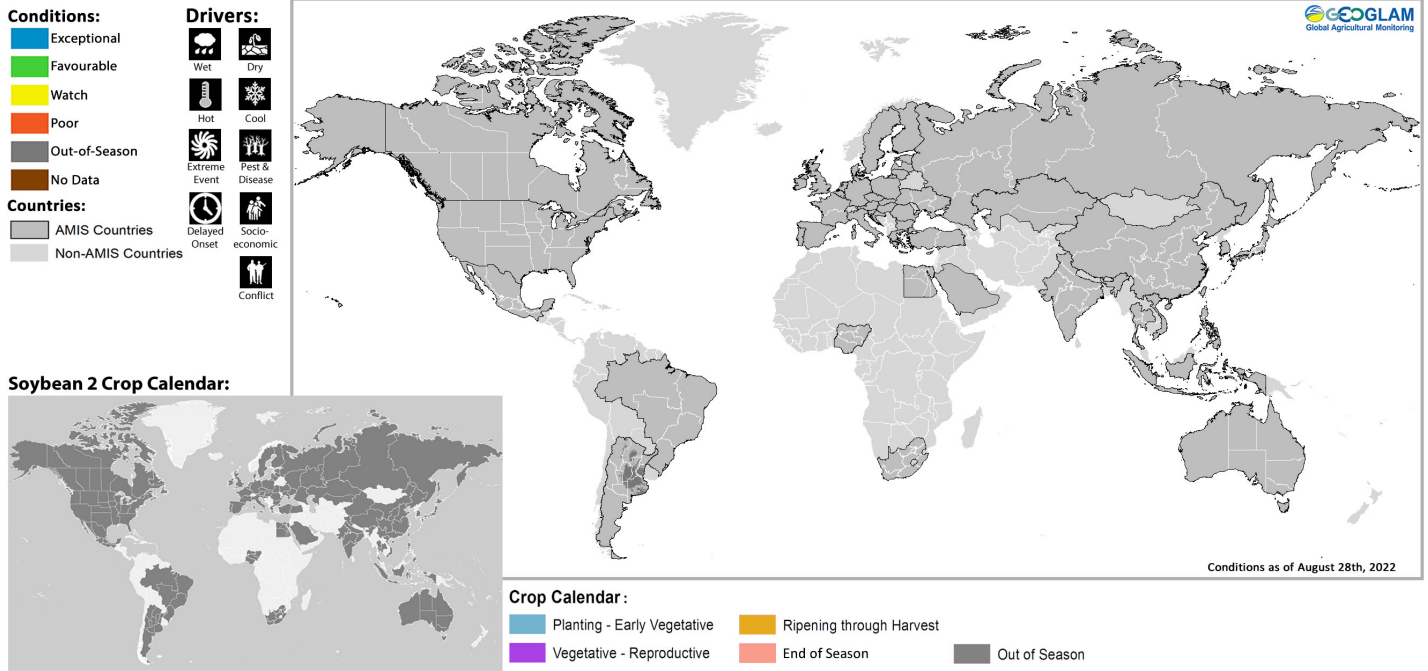 Conditions:
Exceptional
Favourable
Watch
Poor
Out-of-Season
No Data
Countries:
AMIS Countries
Non-AMIS Countries
Drivers:
Wet
Dry
Hot
Cool
Extreme
Event
Pest &
Disease
Delayed
Onset
Socio-
economic
Conflict
GEOGLAM
Global Agricultural Monitoring
Conditions as of August 28th, 2022
Soybean 2 Crop Calendar:
Crop Calendar :
Planting - Early Vegetative
Vegetative - Reproductive
Ripening through Harvest
End of Season
Out of Season